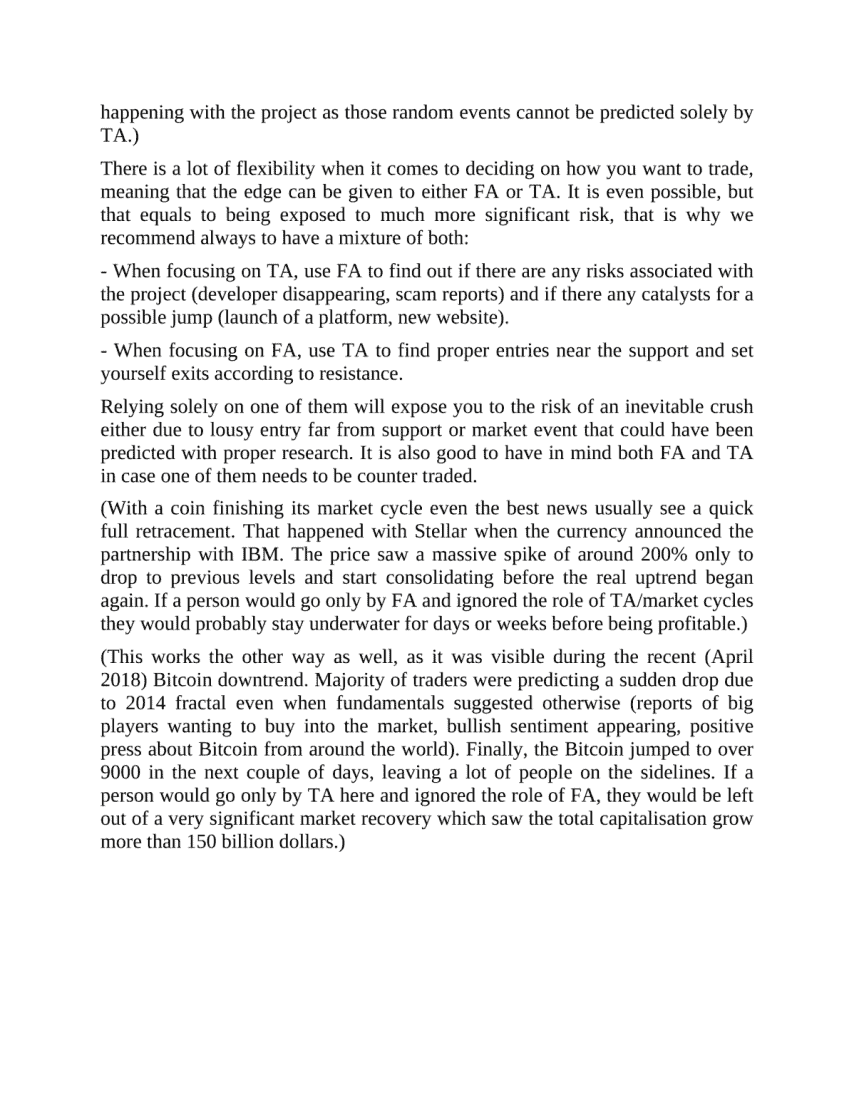 happening with the project as those random events cannot be predicted solely by
TA.)
There is a lot of flexibility when it comes to deciding on how you want to trade,
meaning that the edge can be given to either FA or TA. It is even possible, but
that equals to being exposed to much more significant risk, that is why we
recommend always to have a mixture of both:
- When focusing on TA, use FA to find out if there are any risks associated with
the project (developer disappearing, scam reports) and if there any catalysts for a
possible jump (launch of a platform, new website).
- When focusing on FA, use TA to find proper entries near the support and set
yourself exits according to resistance.
Relying solely on one of them will expose you to the risk of an inevitable crush
either due to lousy entry far from support or market event that could have been
predicted with proper research. It is also good to have in mind both FA and TA
in case one of them needs to be counter traded.
(With a coin finishing its market cycle even the best news usually see a quick
full retracement. That happened with Stellar when the currency announced the
partnership with IBM. The price saw a massive spike of around 200% only to
drop to previous levels and start consolidating before the real uptrend began
again. If a person would go only by FA and ignored the role of TA/market cycles
they would probably stay underwater for days or weeks before being profitable.)
(This works the other way as well, as it was visible during the recent (April
2018) Bitcoin downtrend. Majority of traders were predicting a sudden drop due
to 2014 fractal even when fundamentals suggested otherwise (reports of big
players wanting to buy into the market, bullish sentiment appearing, positive
press about Bitcoin from around the world). Finally, the Bitcoin jumped to over
9000 in the next couple of days, leaving a lot of people on the sidelines. If a
person would go only by TA here and ignored the role of FA, they would be left
out of a very significant market recovery which saw the total capitalisation grow
more than 150 billion dollars.)